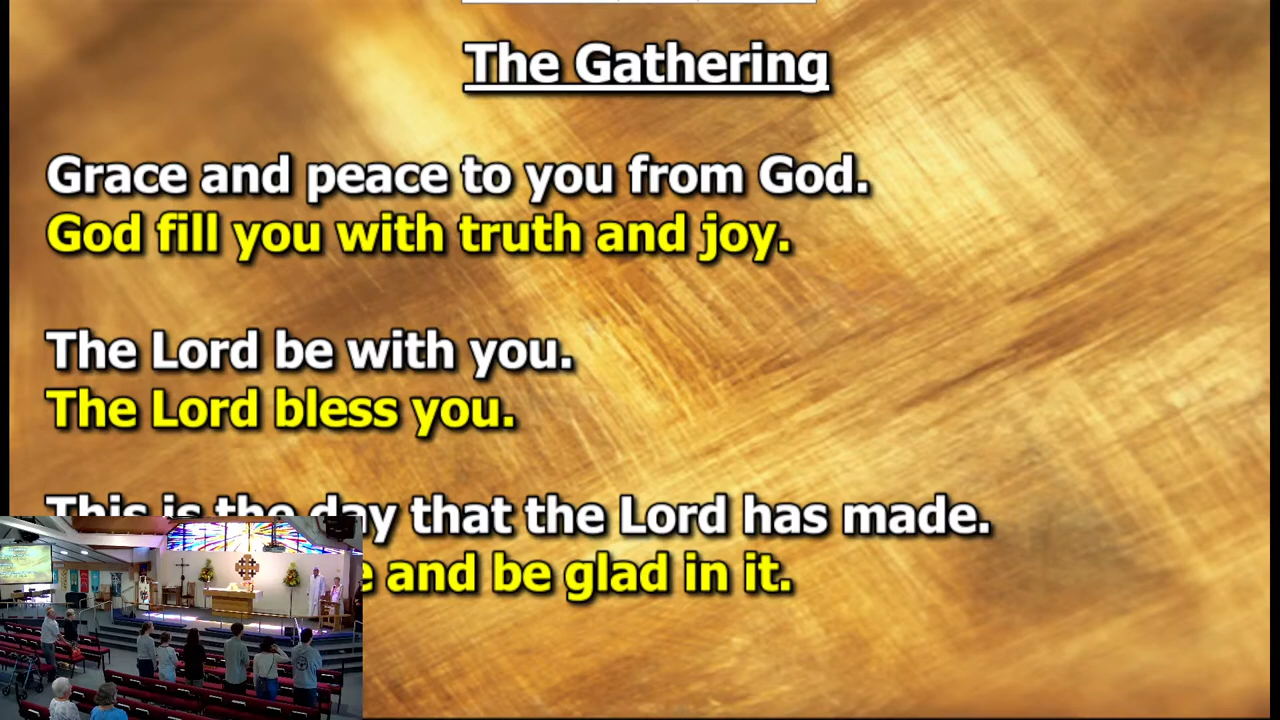 The Gathering
Grace and peace to you from God.
God fill you with truth and joy.
The Lord be with you.
The Lord bless you.
This is the day that the Lord has made.
and be glad in it.